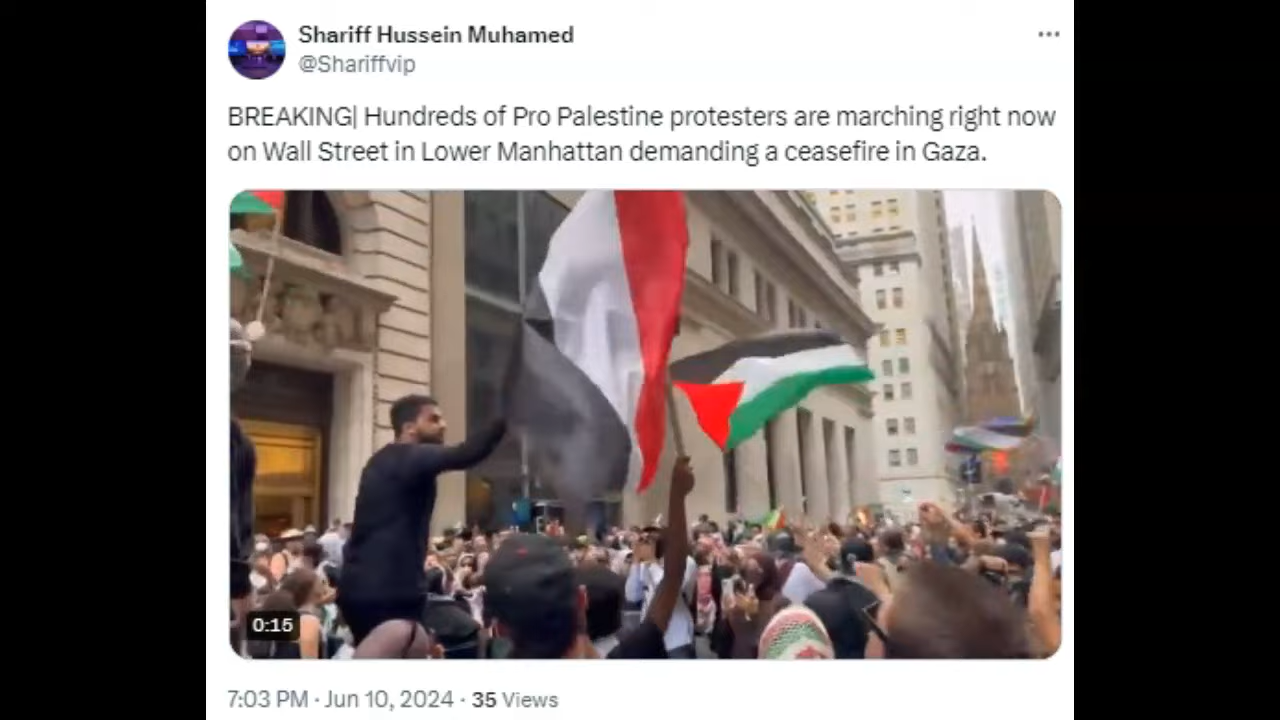 Shariff Hussein Muhamed
@Shariffvip
BREAKING| Hundreds of Pro Palestine protesters are marching right now
on Wall Street in Lower Manhattan demanding a ceasefire in Gaza.
0:15
7:03 PM · Jun 10, 2024 · 35 Views